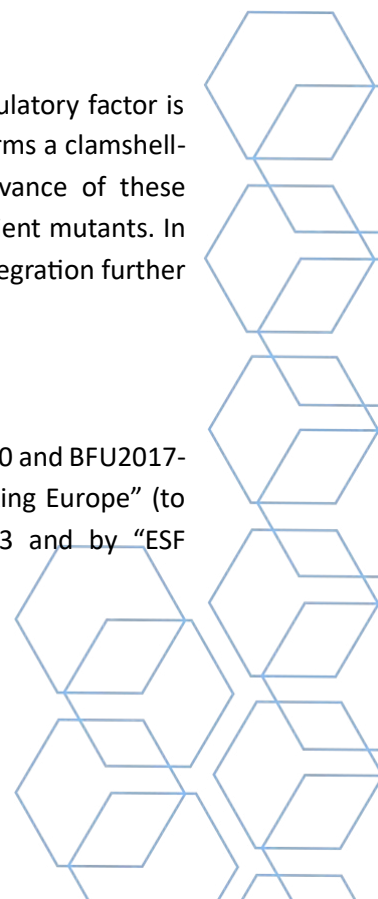 ulatory factor is
rms a clamshell-
vance of these
ent mutants. In
egration further
0 and BFU2017-
ing Europe” (to
3 and by “ESF